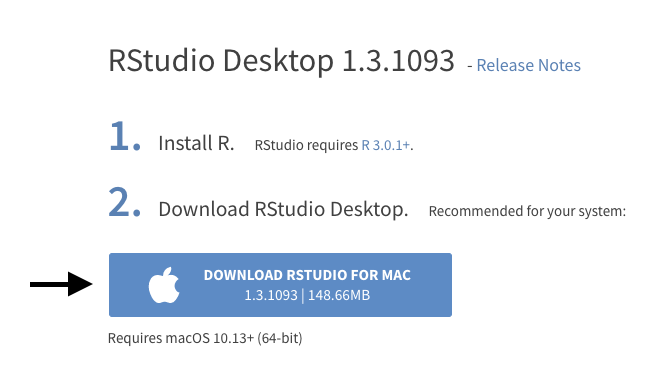 RStudio Desktop 1.3.1093 - Release Notes
1. Install R. RStudio requires R 3.0.1+.
2. Download RStudio Desktop. Recommended for your system:
DOWNLOAD RSTUDIO FOR MAC
1.3.1093 | 148.66MB
Requires macOS 10.13+ (64-bit)